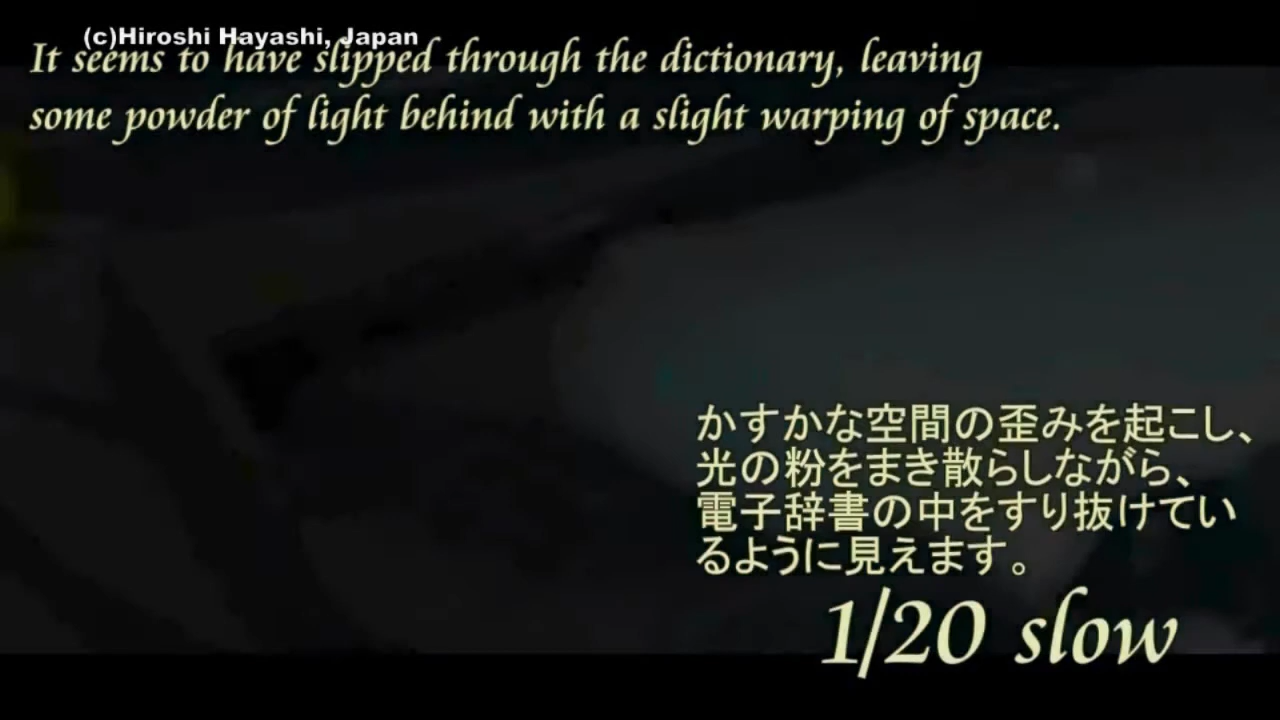 (c)Hiroshi Hayashi, Japan
It seems to have slipped through the dictionary, leaving
some powder of light behind with a slight warping of space.
かすかな空間の歪みを起こし、
光の粉をまき散らしながら、
電子辞書の中をすり抜けてい
るように見えます。
1/20 slow